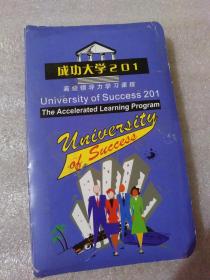 成功大学201
高级领导力学习课程
University of Success 201
The Accelerated Learning Program
University
of Success